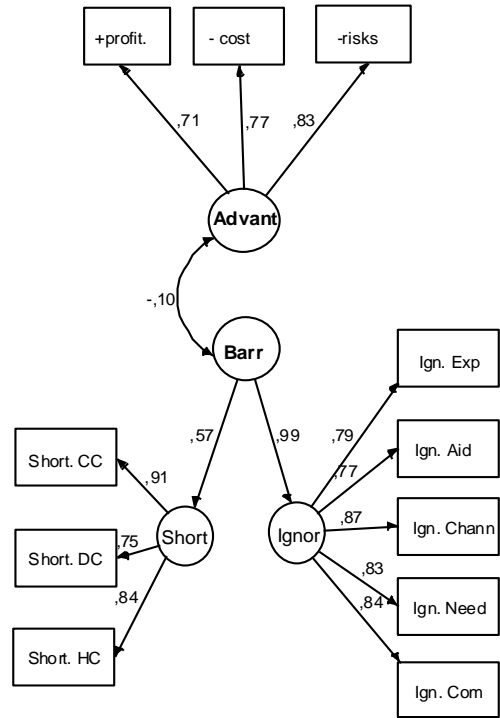 +profit.
- cost
-risks
,71
,77
,83
Advant
-,10
Barr
,57
,99
Short. CC
Short. DC
Short. HC
,91
,75
,84
Short
Ignor
,79
,77
,87
,83
,84
Ign. Exp
Ign. Aid
Ign. Chann
Ign. Need
Ign. Com